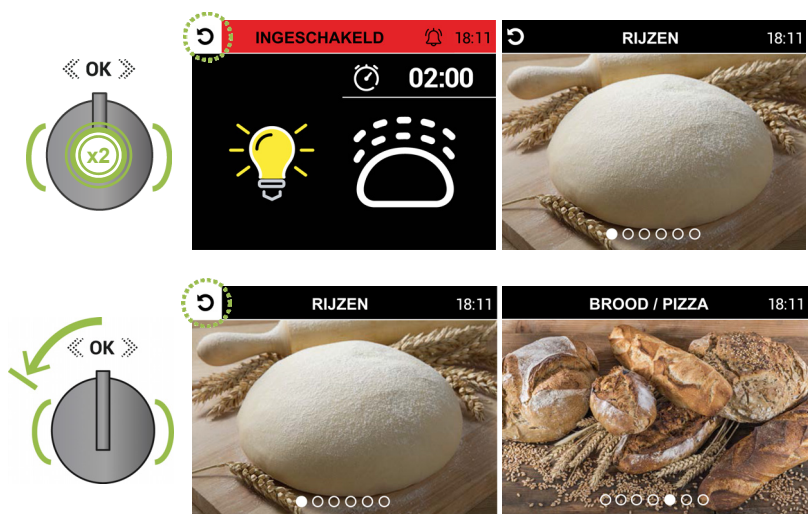 OK
x2
INGESCHAKELD 18:11
02:00
RIJZEN 18:11
OK
RIJZEN 18:11
BROOD / PIZZA 18:11